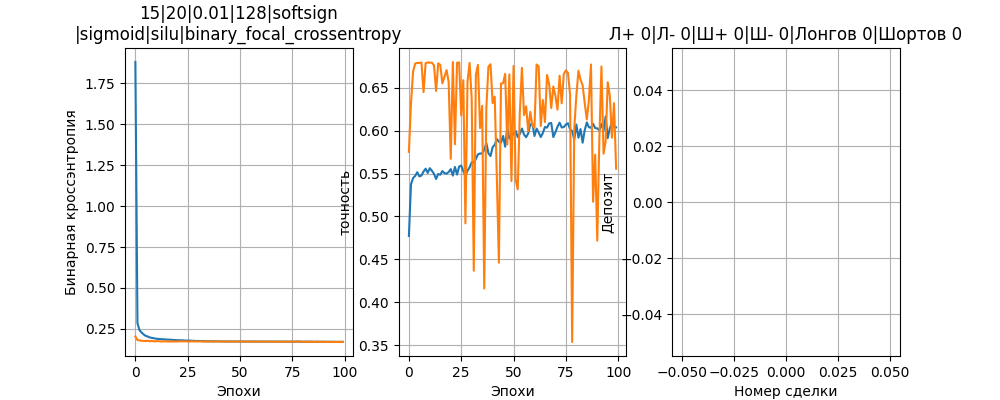 15|20|0.01|128|softsign
|sigmoid|silu|binary_focal_crossentropy
Бинарная кроссэнтропия
1.75
1.50
1.25
1.00
0.75
0.50
0.25
0 25 50 75 100
Эпохи
точность
0.65
0.60
0.55
0.50
0.45
0.40
0.35
0 25 50 75 100
Эпохи
Л+ 0|Л- 0|Ш+ 0|Ш- 0|Лонгов 0|Шортов 0
Депозит
0.04
0.02
0.00
−0.02
−0.04
−0.050 −0.025 0.000 0.025 0.050
Номер сделки